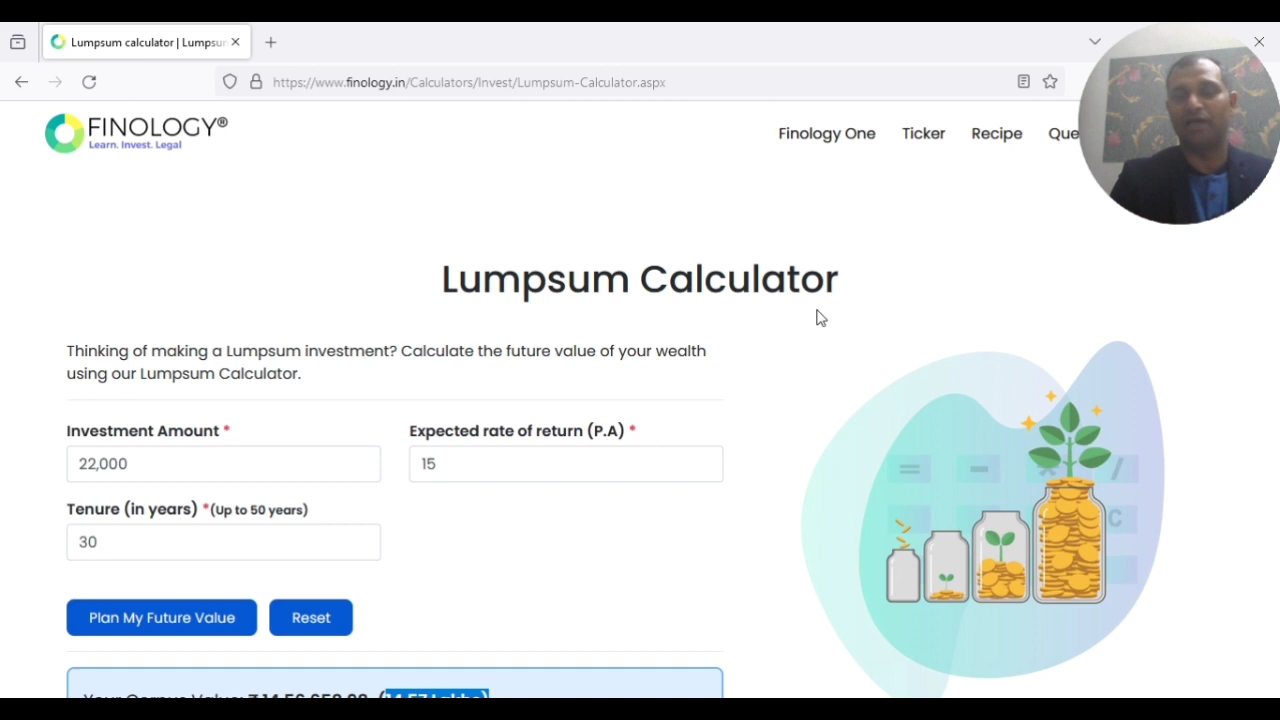 Lumpsum calculator | Lumpsu
https://www.finology.in/Calculators/Invest/Lumpsum-Calculator.aspx
FINOLOGY®
Learn. Invest. Legal
Finology One Ticker Recipe Que
Lumpsum Calculator
Thinking of making a Lumpsum investment? Calculate the future value of your wealth
using our Lumpsum Calculator.
Investment Amount * Expected rate of return (P.A) *
22,000 15
Tenure (in years) *(Up to 50 years)
30
Plan My Future Value Reset
= - × /
C